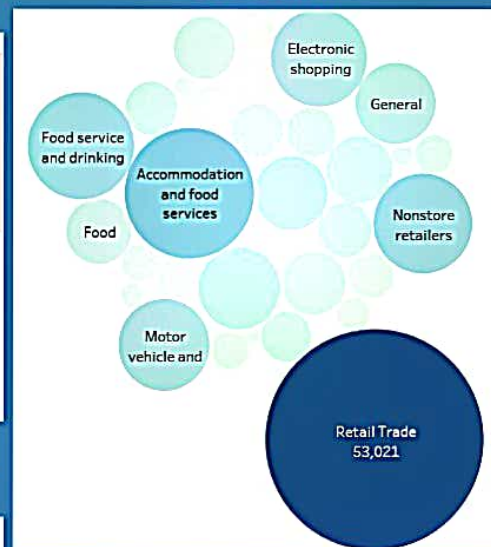 Electronic
shopping
General
Food service
and drinking
Accommodation
and food
services
Nonstore
retailers
Food
Motor
vehicle and
Retail Trade
53,021